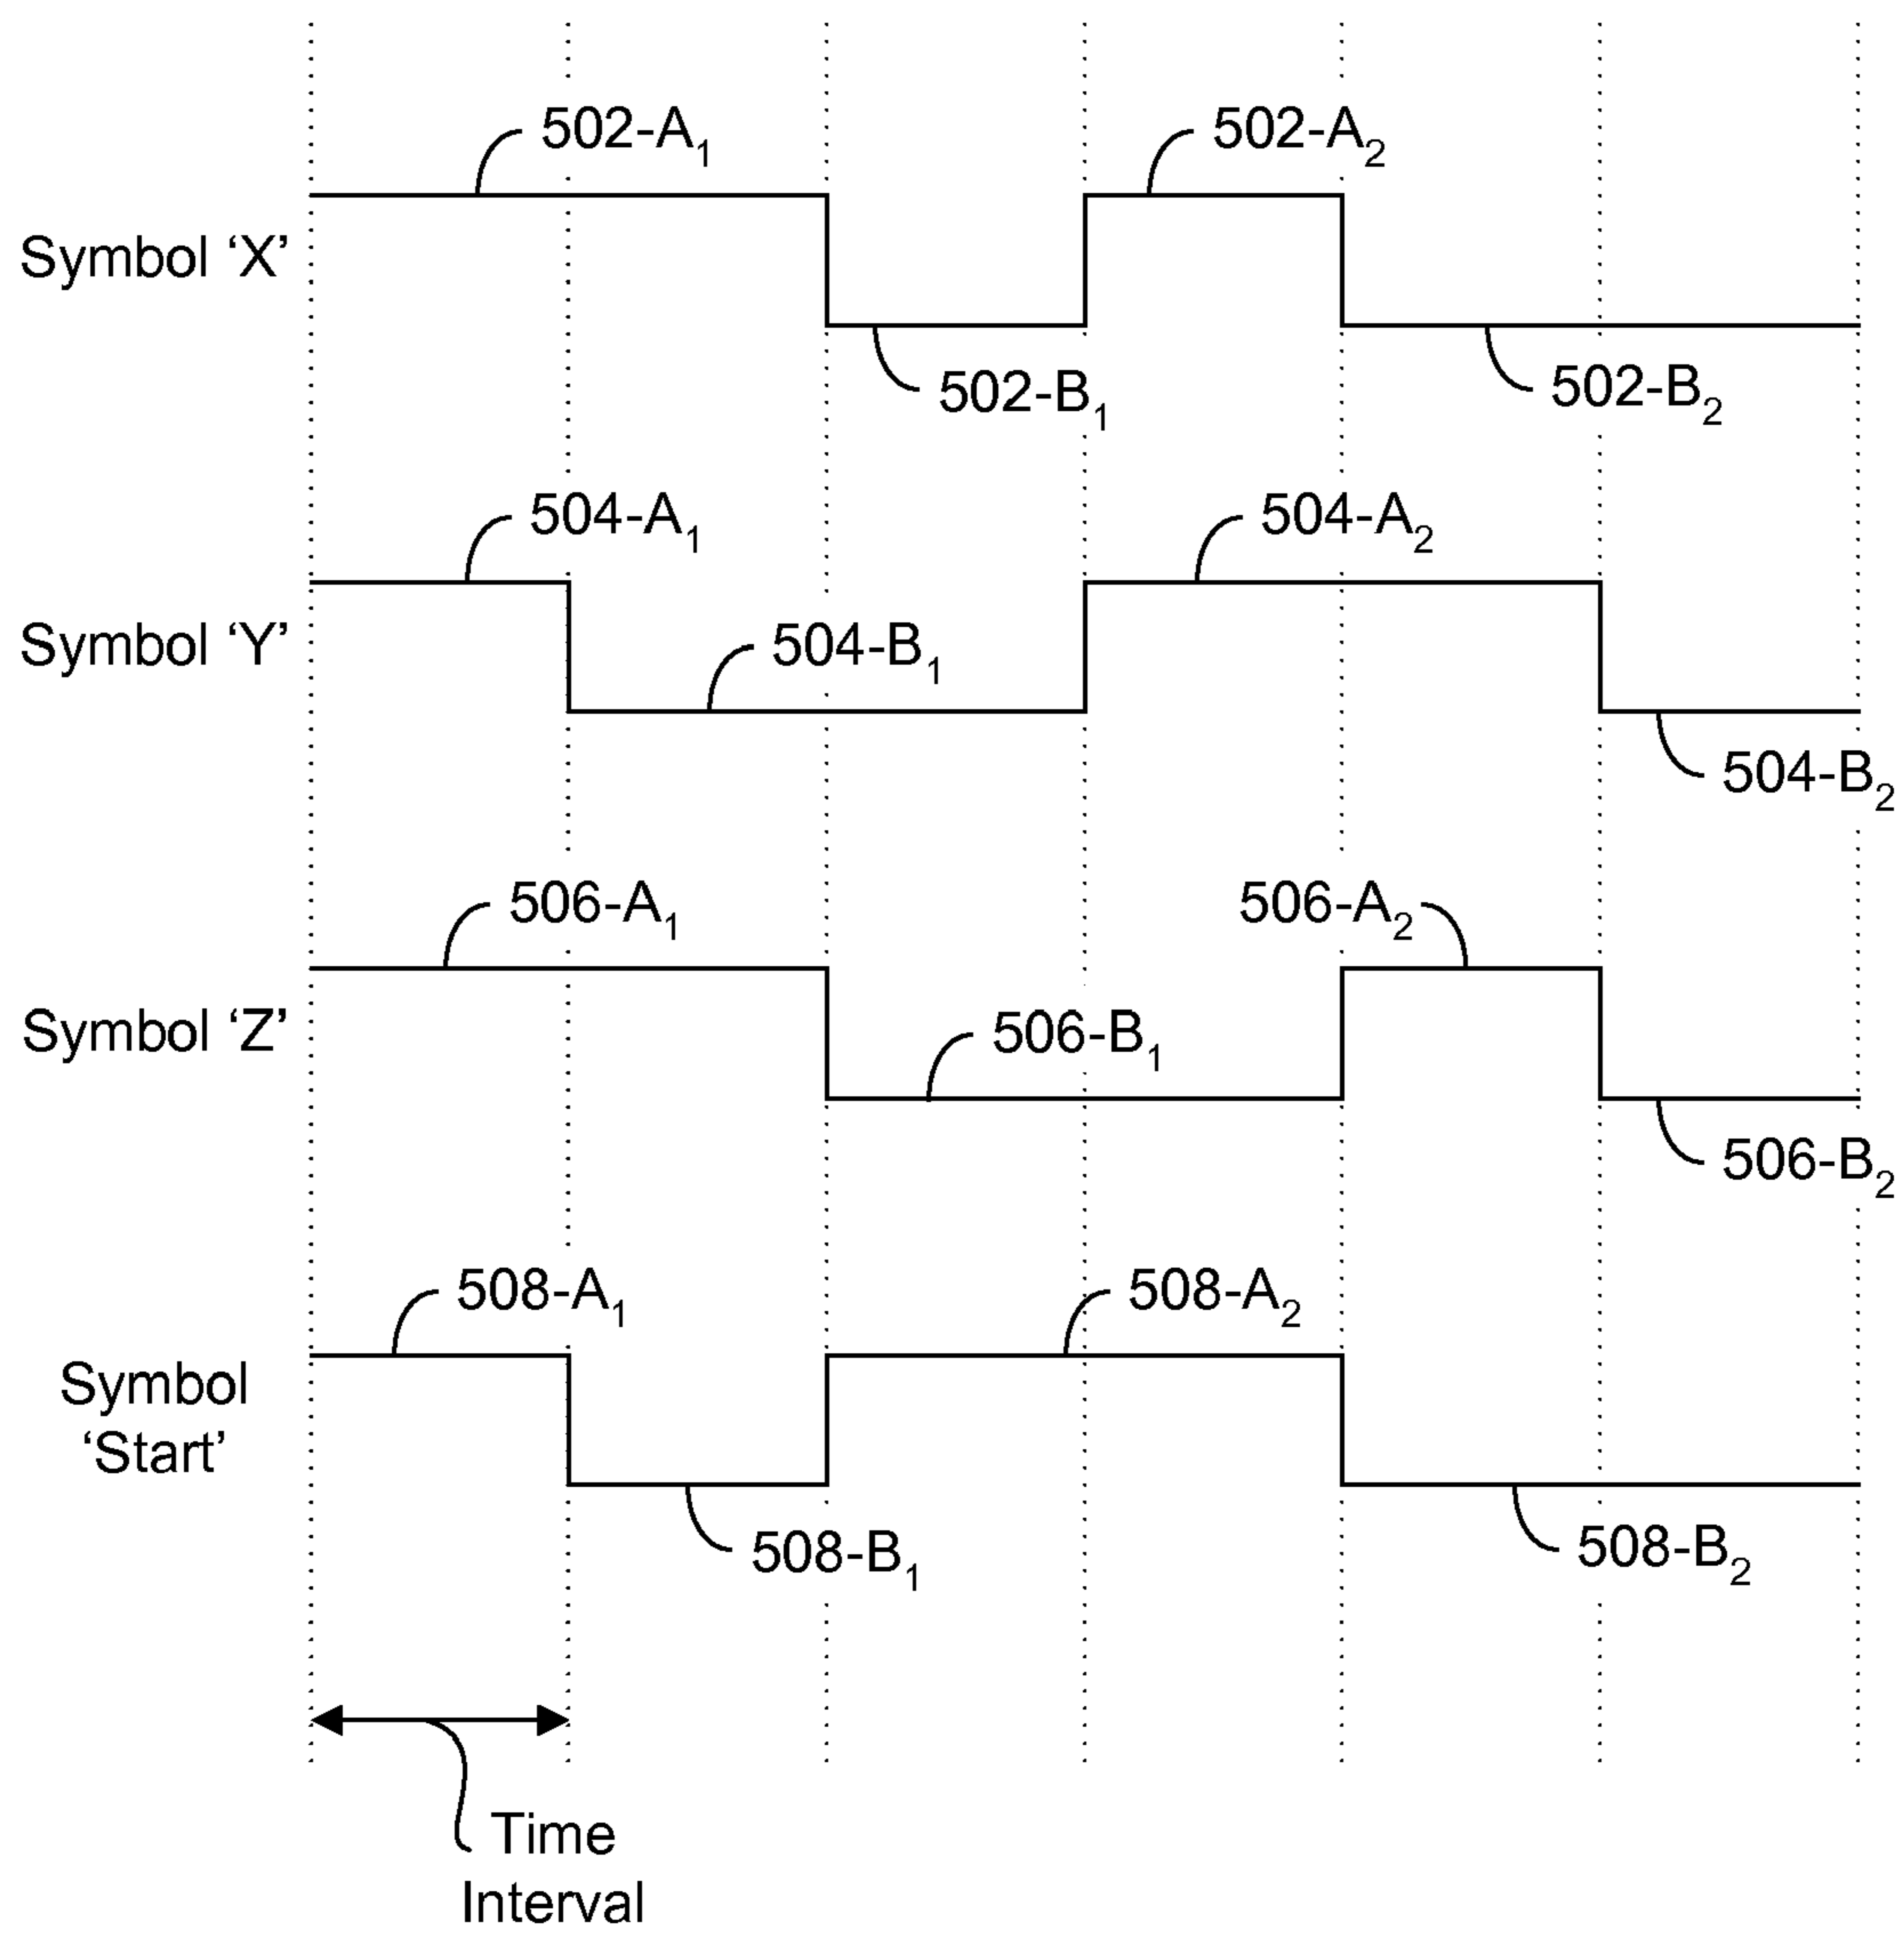 502-A1
502-A2
Symbol ‘X’
502-B1
502-B2
504-A1
504-A2
Symbol ‘Y’
504-B1
504-B2
506-A1
506-A2
Symbol ‘Z’
506-B1
506-B2
508-A1
508-A2
Symbol
‘Start’
508-B1
508-B2
Time
Interval